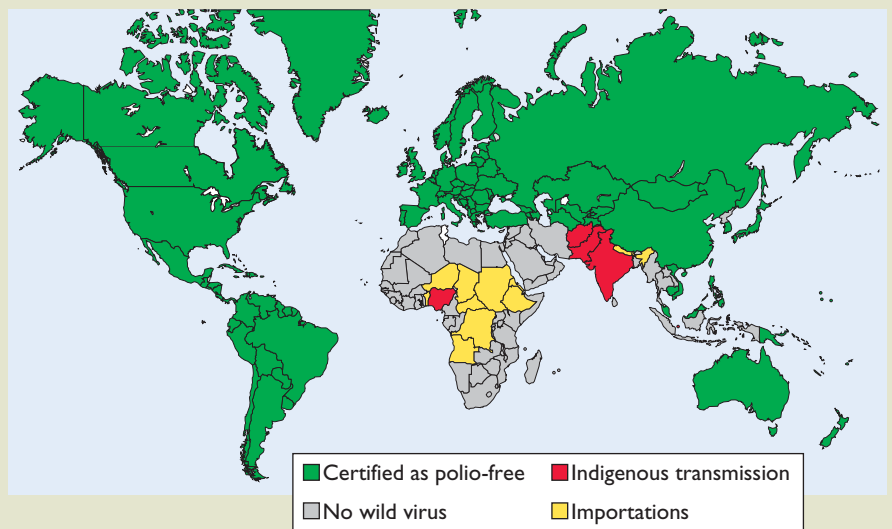 Certified as polio-free
Indigenous transmission
No wild virus
Importations